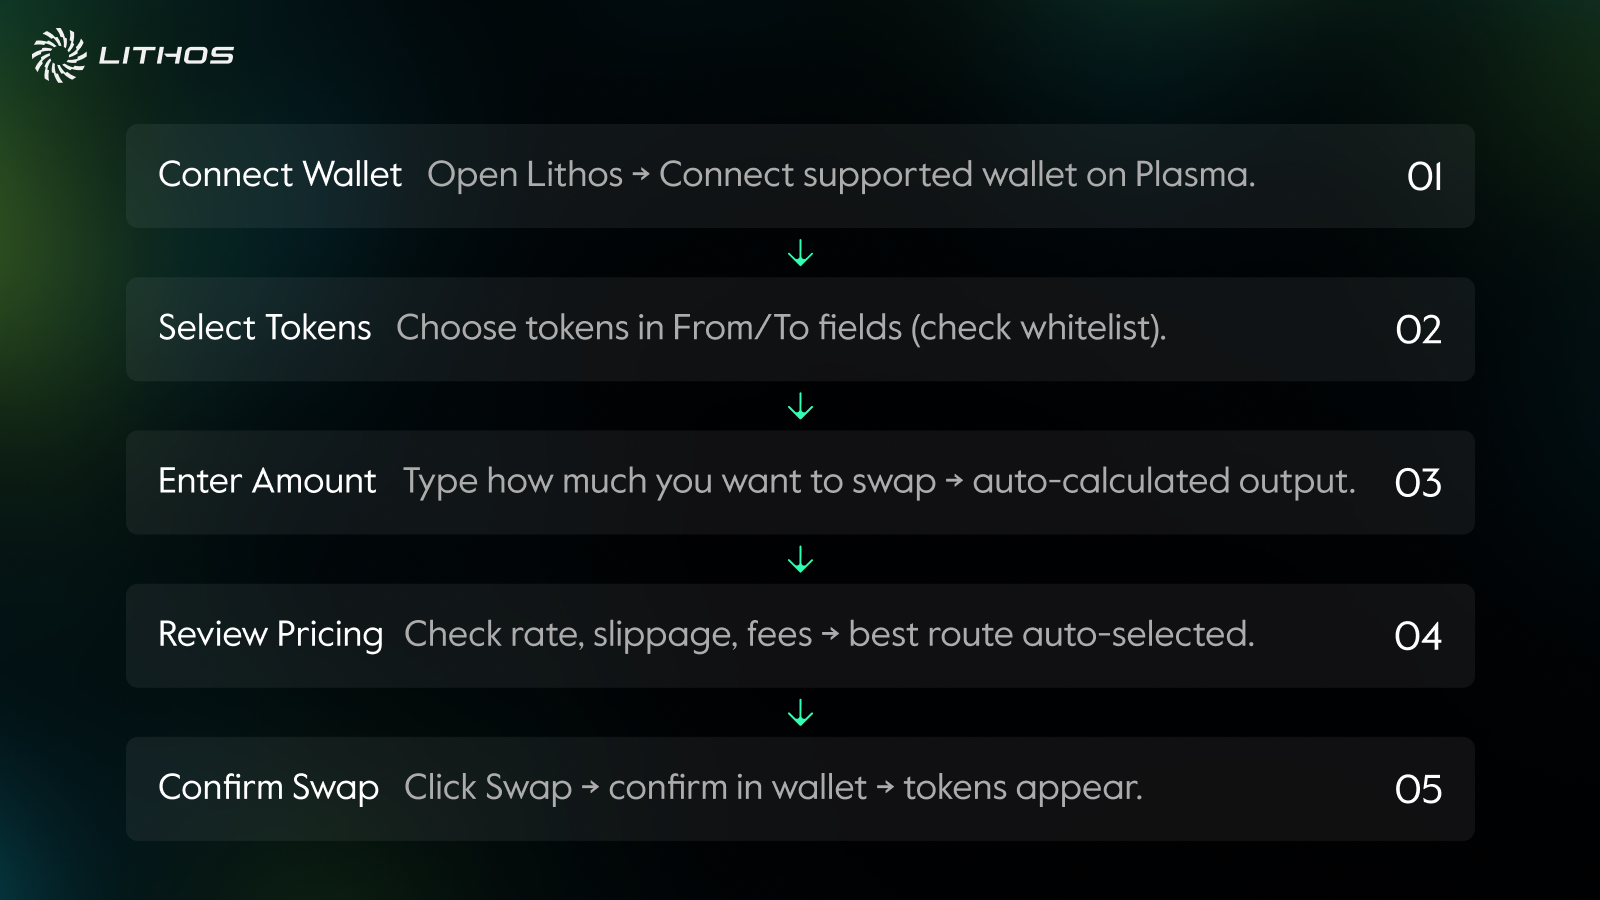 LITHOS
Connect Wallet Open Lithos → Connect supported wallet on Plasma. 01
Select Tokens Choose tokens in From/To fields (check whitelist). 02
Enter Amount Type how much you want to swap → auto-calculated output. 03
Review Pricing Check rate, slippage, fees → best route auto-selected. 04
Confirm Swap Click Swap → confirm in wallet → tokens appear. 05